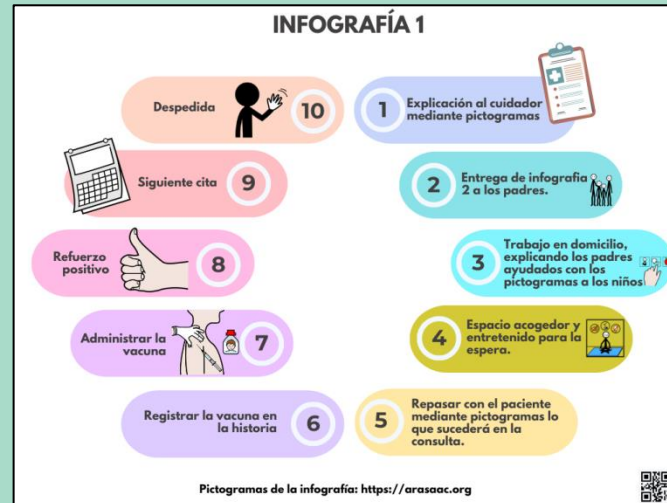 INFOGRAFÍA 1
1
Explicación al cuidador
mediante pictogramas
2
Entrega de infografia
2 a los padres.
3
Trabajo en domicilio,
explicando los padres
ayudados con los
pictogramas a los niños
4
Espacio acogedor y
entretenido para la
espera.
5
Repasar con el paciente
mediante pictogramas lo
que sucederá en la
consulta.
6
Registrar la vacuna en
la historia
7
Administrar la
vacuna
8
Refuerzo
positivo
9
Siguiente cita
10
Despedida
Pictogramas de la infografía: https://arasaac.org